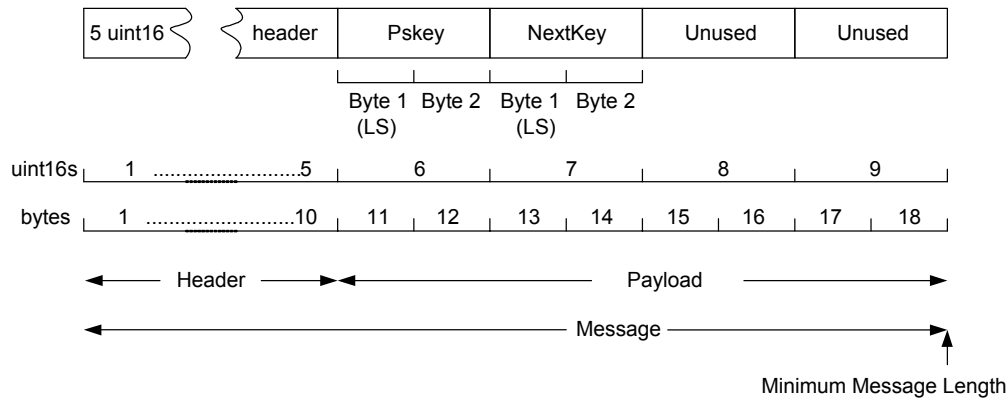 5 uint16 header Pskey NextKey Unused Unused
Byte 1 Byte 2 Byte 1 Byte 2
(LS) (LS)
uint16s 1 ........................... 5 6 7 8 9
bytes 1 ........................... 10 11 12 13 14 15 16 17 18
Header Payload
Message
Minimum Message Length